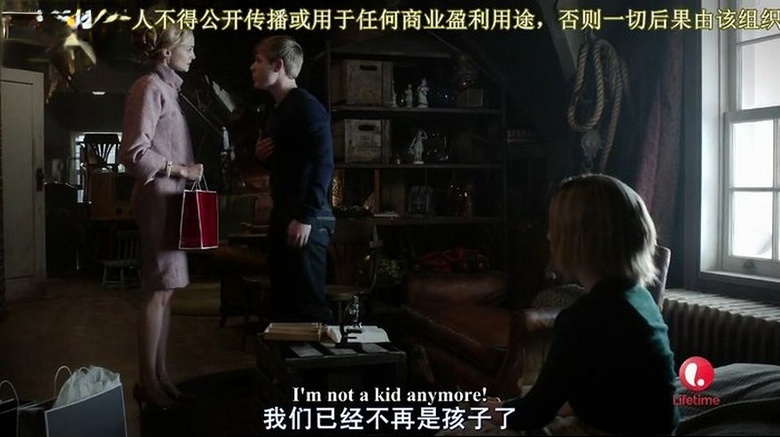 人不得公开传播或用于任何商业盈利用途，否则一切后果由该组织
I'm not a kid anymore!
我们已经不再是孩子了
Lifetime